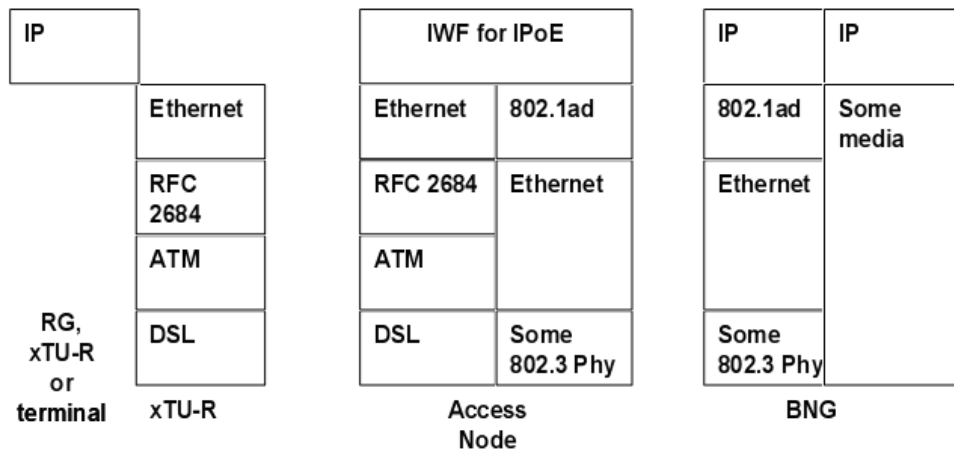 IP
IWF for IPoE
IP
IP
Ethernet
Ethernet
802.1ad
802.1ad
Some
media
RFC
2684
RFC 2684
Ethernet
Ethernet
ATM
ATM
RG,
xTU-R
or
terminal
DSL
DSL
Some
802.3 Phy
Some
802.3 Phy
xTU-R
Access
Node
BNG